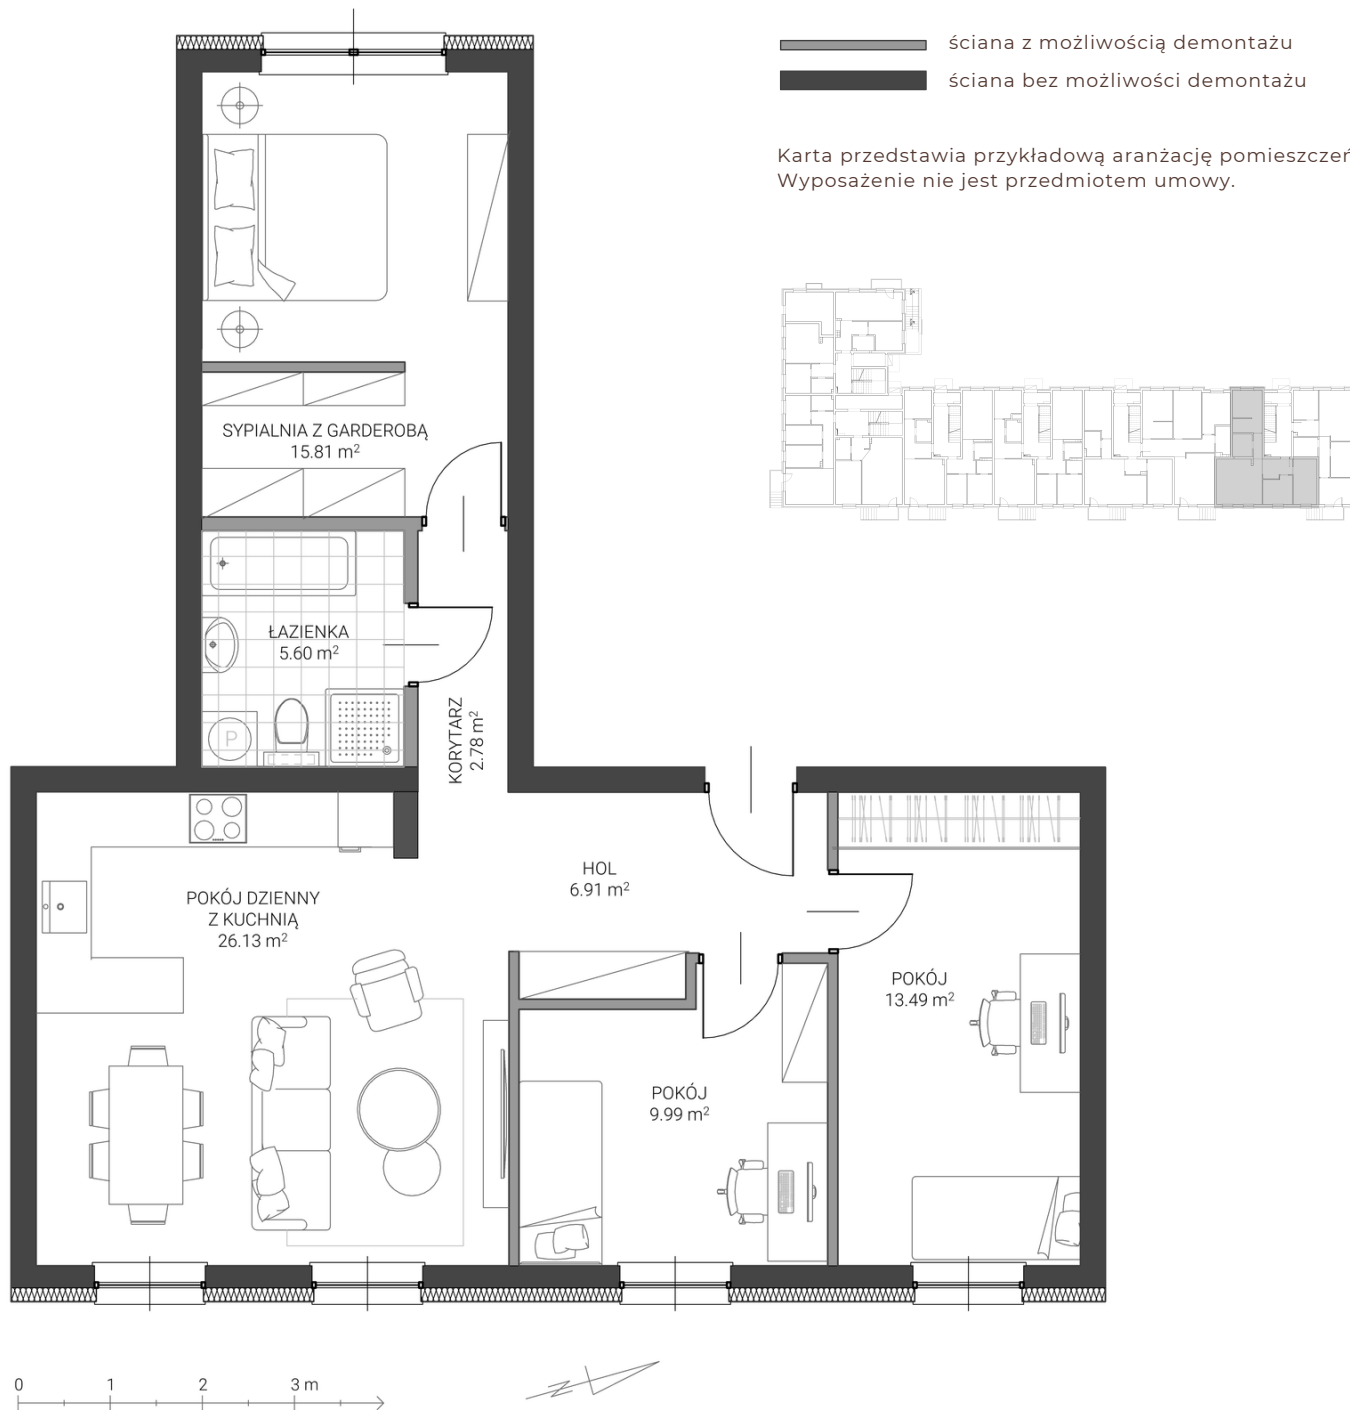 ściana z możliwością demontażu
ściana bez możliwości demontażu
Karta przedstawia przykładową aranżację pomieszczeń
Wyposażenie nie jest przedmiotem umowy.
SYPIALNIA Z GARDEROBĄ
15.81 m²
ŁAZIENKA
5.60 m²
P
KORYTARZ
2.78 m²
HOL
6.91 m²
POKÓJ DZIENNY
Z KUCHNIĄ
26.13 m²
POKÓJ
13.49 m²
POKÓJ
9.99 m²
0 1 2 3 m
N